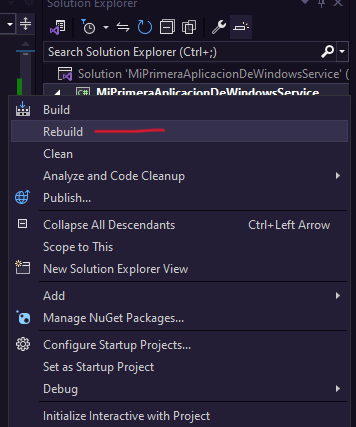 Solution Explorer
Search Solution Explorer (Ctrl+;)
Solution 'MiPrimeraAplicacionDeWindowsService'
MiPrimeraAplicacionDeWindowsService
Build
Rebuild
Clean
Analyze and Code Cleanup
Publish...
Collapse All Descendants Ctrl+Left Arrow
Scope to This
New Solution Explorer View
Add
Manage NuGet Packages...
Configure Startup Projects...
Set as Startup Project
Debug
Initialize Interactive with Project